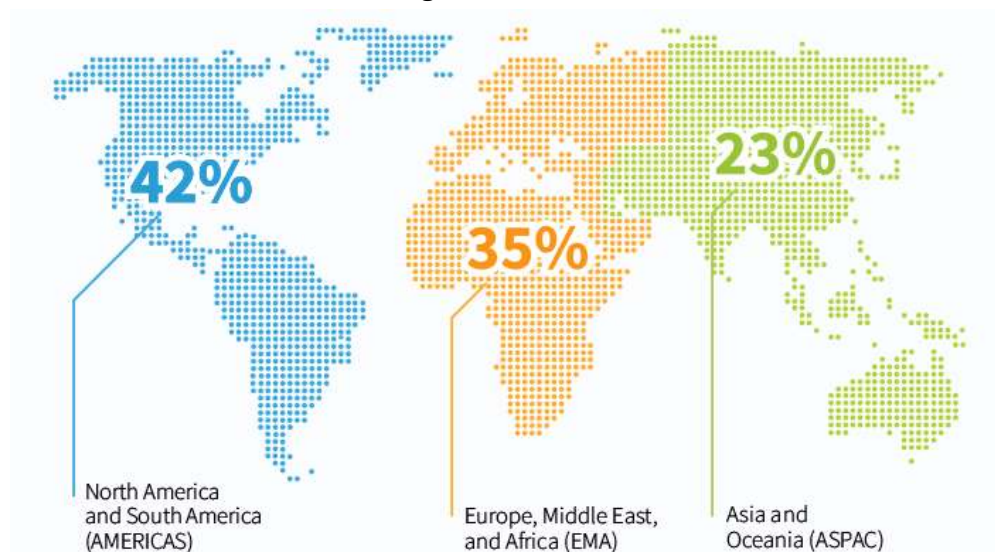 42%
23%
35%
North America
and South America
(AMERICAS)
Europe, Middle East,
and Africa (EMA)
Asia and
Oceania (ASPAC)